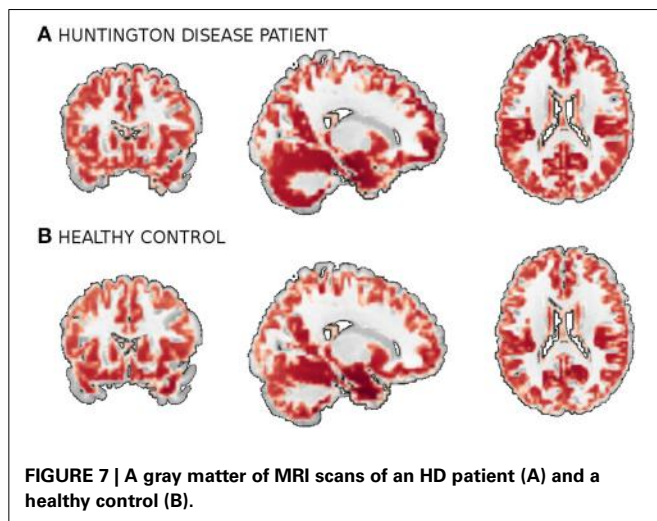 A HUNTINGTON DISEASE PATIENT
B HEALTHY CONTROL
FIGURE 7 | A gray matter of MRI scans of an HD patient (A) and a
healthy control (B).